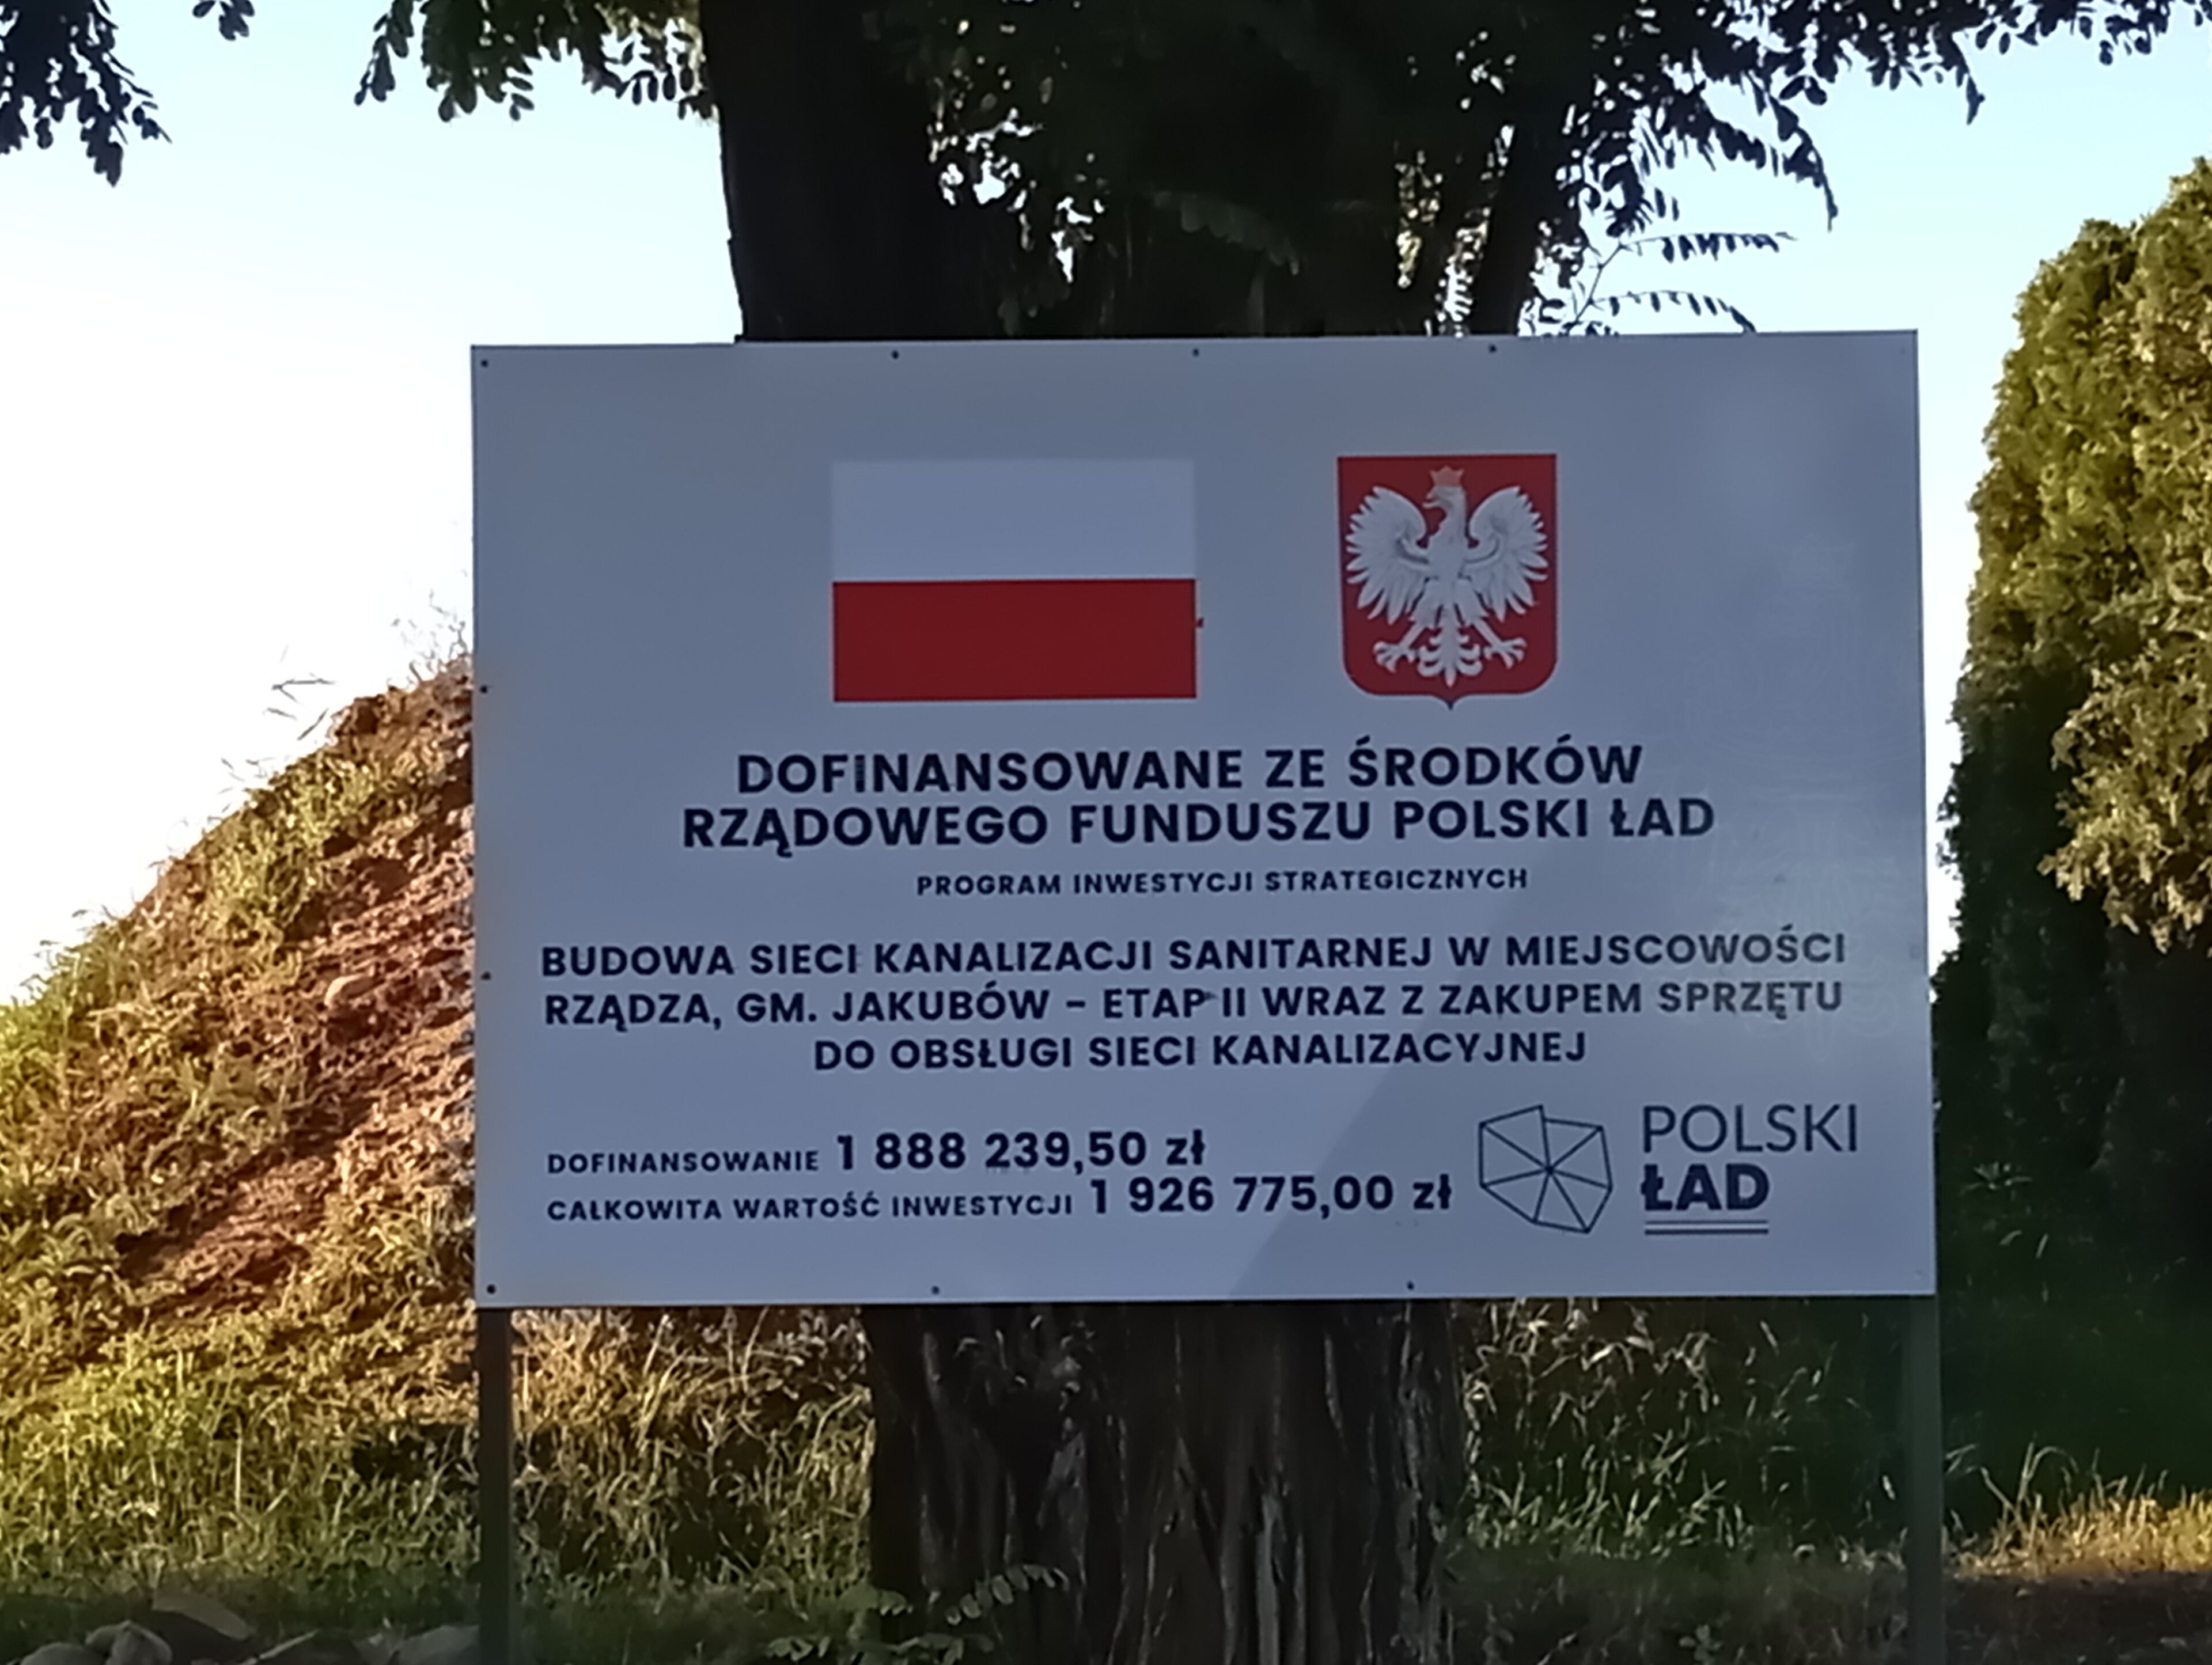 DOFINANSOWANE ZE ŚRODKÓW
RZĄDOWEGO FUNDUSZU POLSKI ŁAD
PROGRAM INWESTYCJI STRATEGICZNYCH
BUDOWA SIECI KANALIZACJI SANITARNEJ W MIEJSCOWOŚCI
RZĄDZA, GM. JAKUBÓW – ETAP II WRAZ Z ZAKUPEM SPRZĘTU
DO OBSŁUGI SIECI KANALIZACYJNEJ
DOFINANSOWANIE 1 888 239,50 zł
CAŁKOWITA WARTOŚĆ INWESTYCJI 1 926 775,00 zł
POLSKI
ŁAD